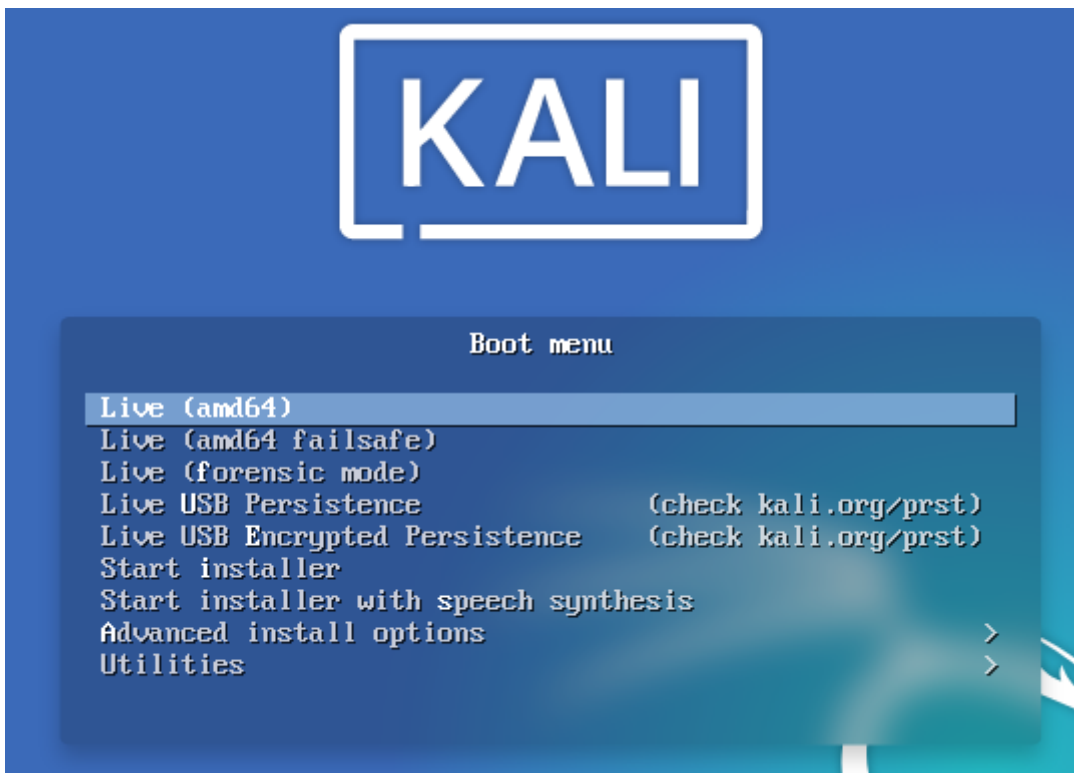 KALI
Boot menu
Live (amd64)
Live (amd64 failsafe)
Live (forensic mode)
Live USB Persistence (check kali.org/prst)
Live USB Encrypted Persistence (check kali.org/prst)
Start installer
Start installer with speech synthesis
Advanced install options >
Utilities >